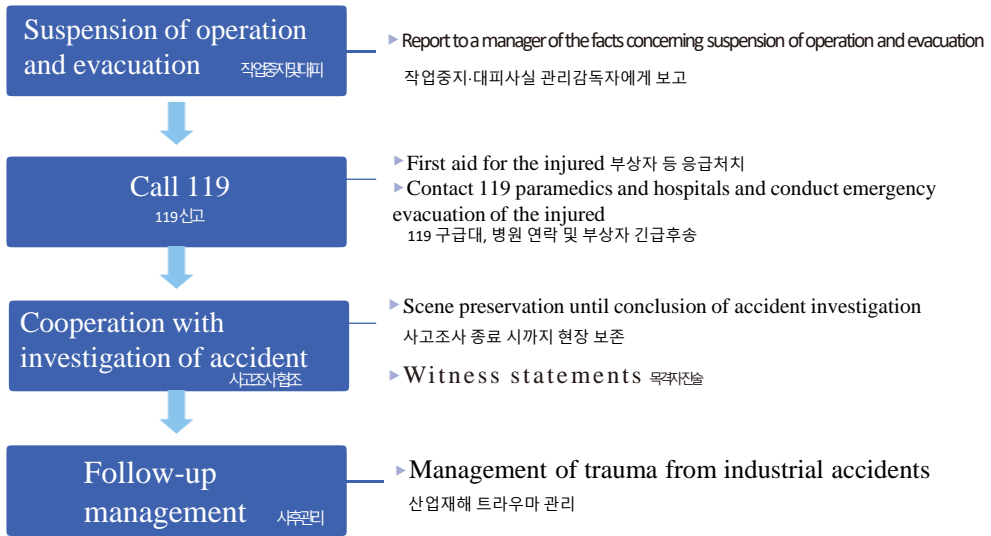 Suspension of operation
and evacuation 작업중지및대피
▶Report to a manager of the facts concerning suspension of operation and evacuation
작업중지·대피사실 관리감독자에게 보고
Call 119
119 신고
▶First aid for the injured 부상자 등 응급처치
▶Contact 119 paramedics and hospitals and conduct emergency
evacuation of the injured
119 구급대, 병원 연락 및 부상자 긴급후송
Cooperation with
investigation of accident
사고조사협조
▶Scene preservation until conclusion of accident investigation
사고조사 종료 시까지 현장 보존
▶Witness statements 목격자진술
Follow-up
management 사후관리
▶Management of trauma from industrial accidents
산업재해 트라우마 관리